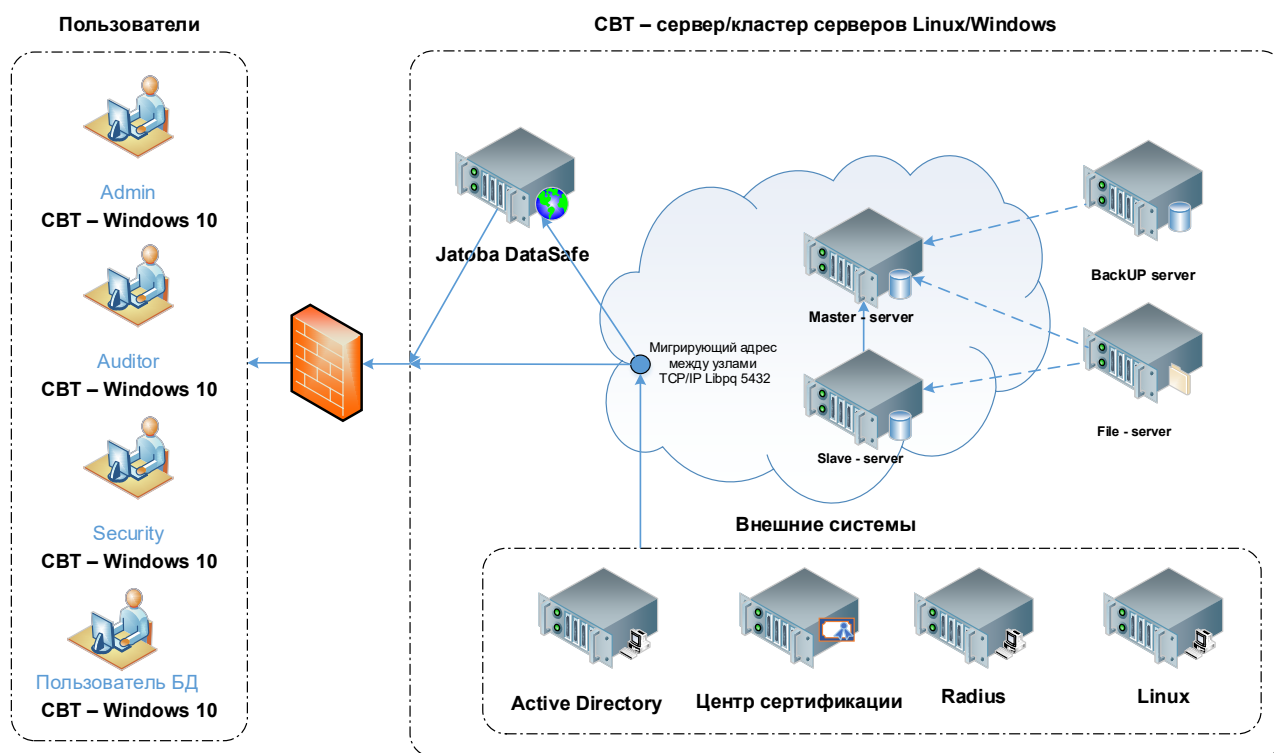 Пользователи
СВТ – сервер/кластер серверов Linux/Windows
Admin
СВТ – Windows 10
Auditor
СВТ – Windows 10
Security
СВТ – Windows 10
Пользователь БД
СВТ – Windows 10
Jatoba DataSafe
Мигрирующий адрес
между узлами
TCP/IP Libpq 5432
Master - server
Slave - server
BackUP server
File - server
Внешние системы
Active Directory
Центр сертификации
Radius
Linux